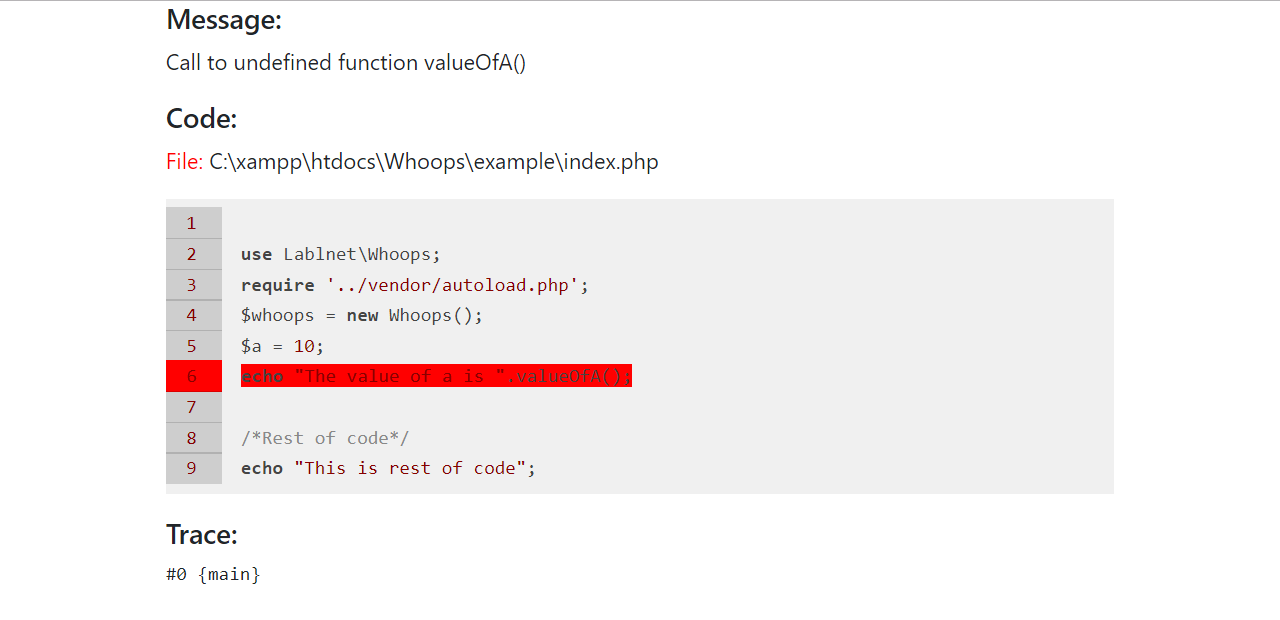 Message:
Call to undefined function valueOfA()
Code:
File: C:\xampp\htdocs\Whoops\example\index.php
1
2 use Lablnet\Whoops;
3 require '../vendor/autoload.php';
4 $whoops = new Whoops();
5 $a = 10;
6 echo "The value of a is ".valueOfA();
7
8 /*Rest of code*/
9 echo "This is rest of code";
Trace:
#0 {main}